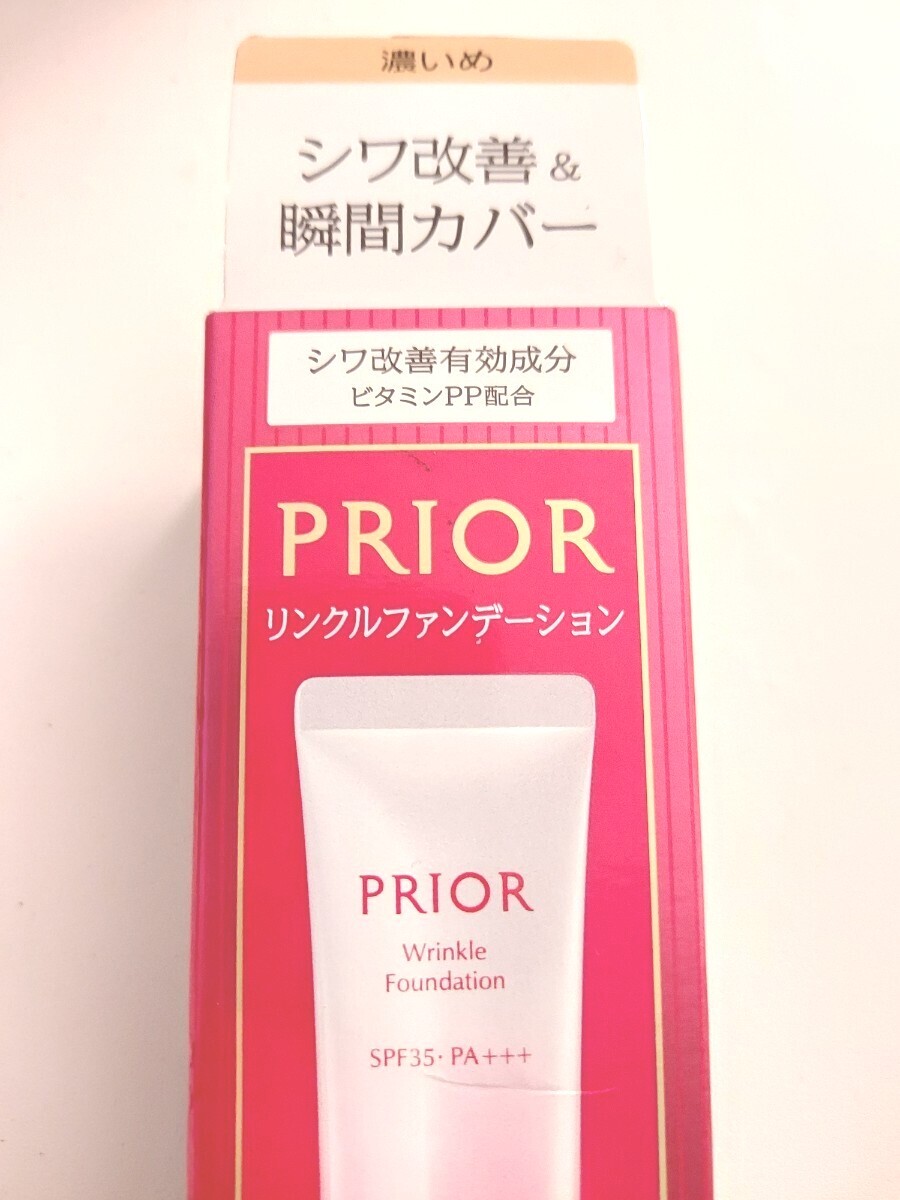 濃いめ
シワ改善&
瞬間カバー
シワ改善有効成分
ビタミンPP配合
PRIOR
リンクルファンデーション
PRIOR
Wrinkle
Foundation
SPF35・PA+++